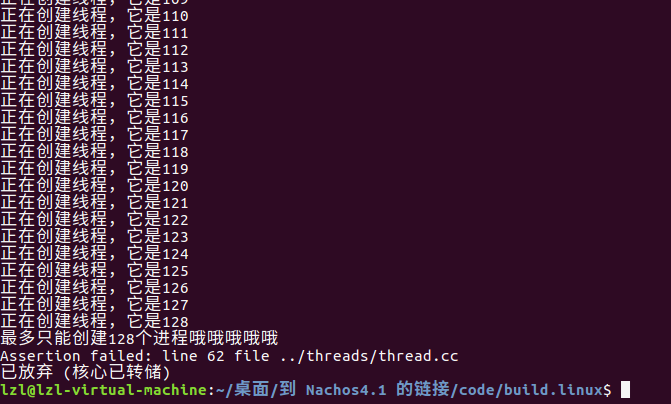 正在创建线程，它是109
正在创建线程，它是110
正在创建线程，它是111
正在创建线程，它是112
正在创建线程，它是113
正在创建线程，它是114
正在创建线程，它是115
正在创建线程，它是116
正在创建线程，它是117
正在创建线程，它是118
正在创建线程，它是119
正在创建线程，它是120
正在创建线程，它是121
正在创建线程，它是122
正在创建线程，它是123
正在创建线程，它是124
正在创建线程，它是125
正在创建线程，它是126
正在创建线程，它是127
正在创建线程，它是128
最多只能创建128个进程哦哦哦哦哦
Assertion failed: line 62 file ../threads/thread.cc
已放弃 (核心已转储)
lzl@lzl-virtual-machine:~/桌面/到 Nachos4.1 的链接/code/build.linux$